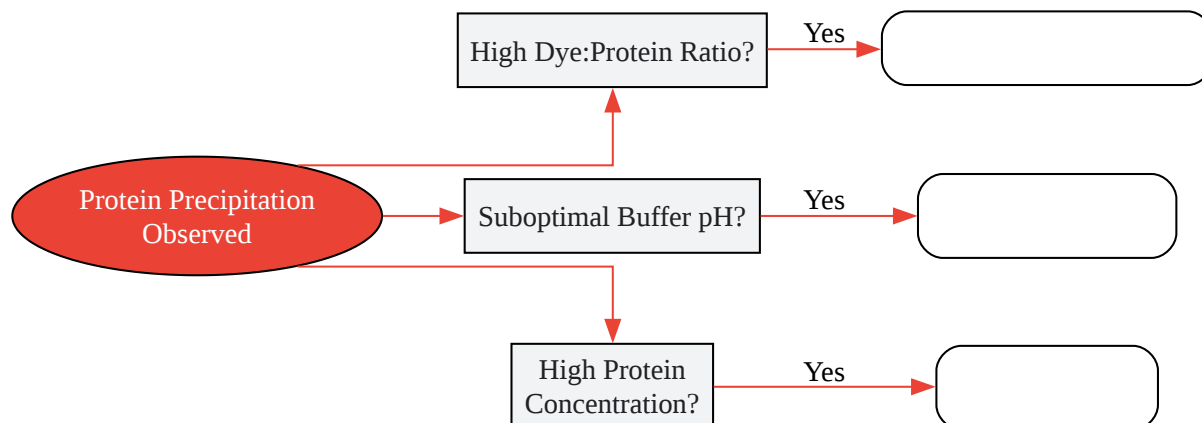 High Dye:Protein Ratio?
Yes
Protein Precipitation
Observed
Suboptimal Buffer pH?
Yes
High Protein
Concentration?
Yes